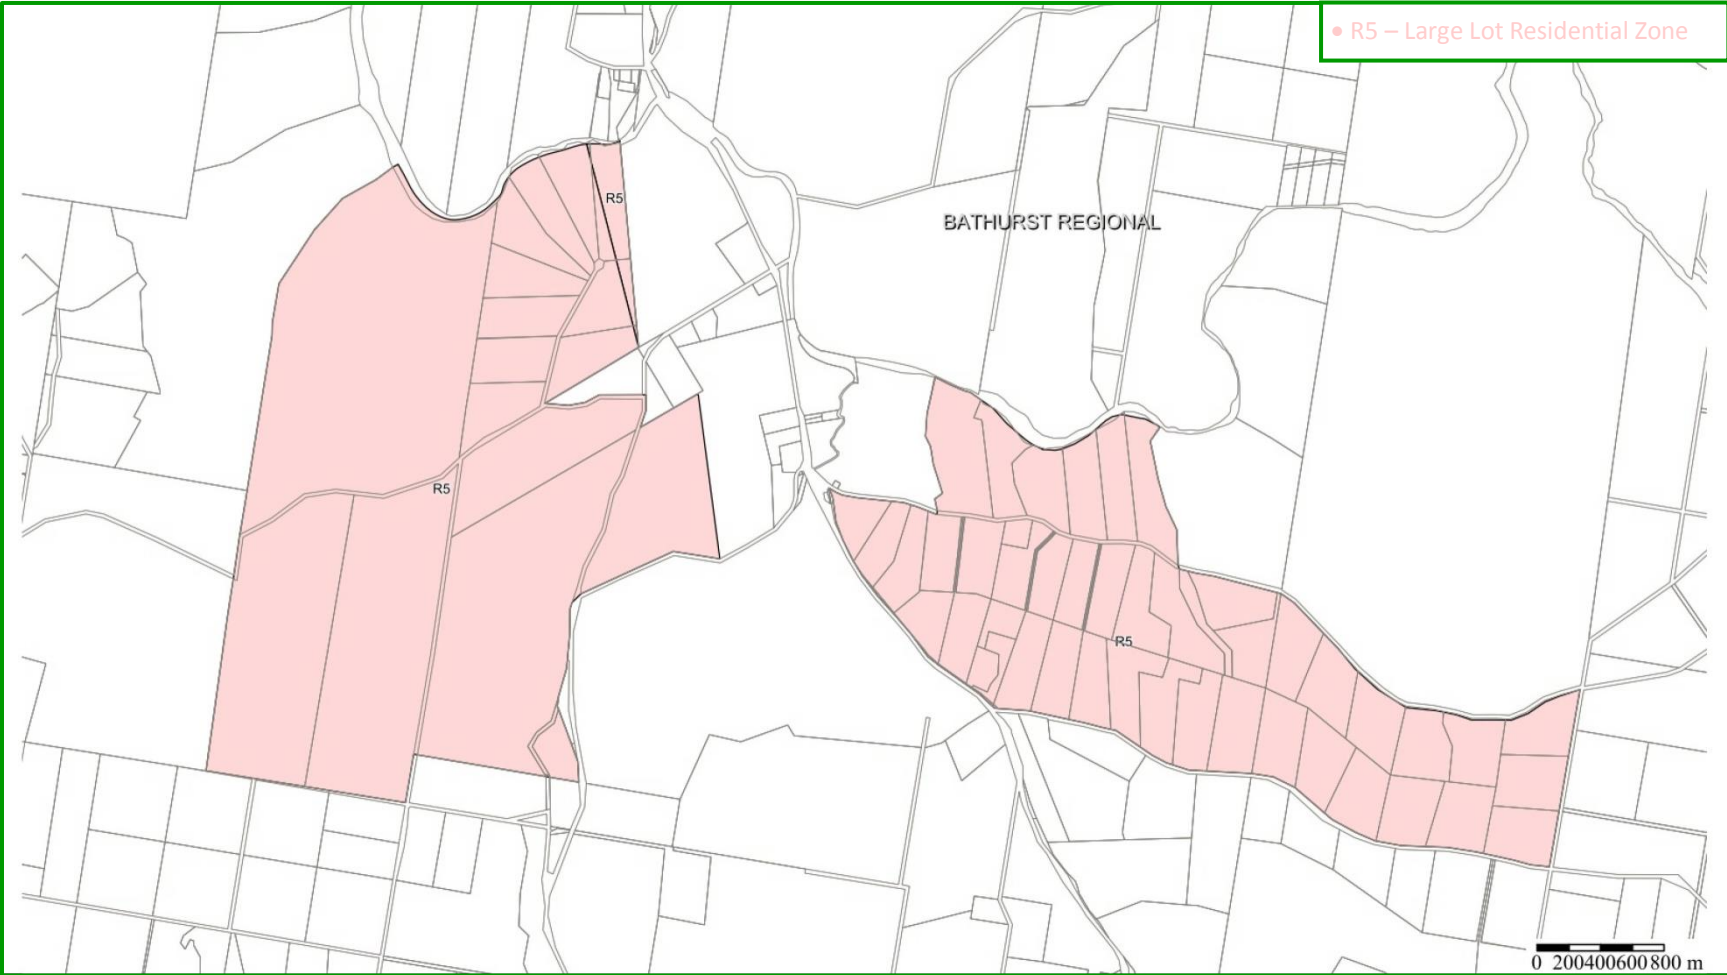 • R5 – Large Lot Residential Zone
R5
BATHURST REGIONAL
R5
R5
0 200400600800 m